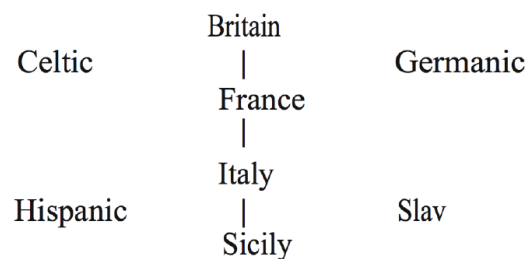 Britain
Celtic Germanic
France
Italy
Hispanic Slav
Sicily